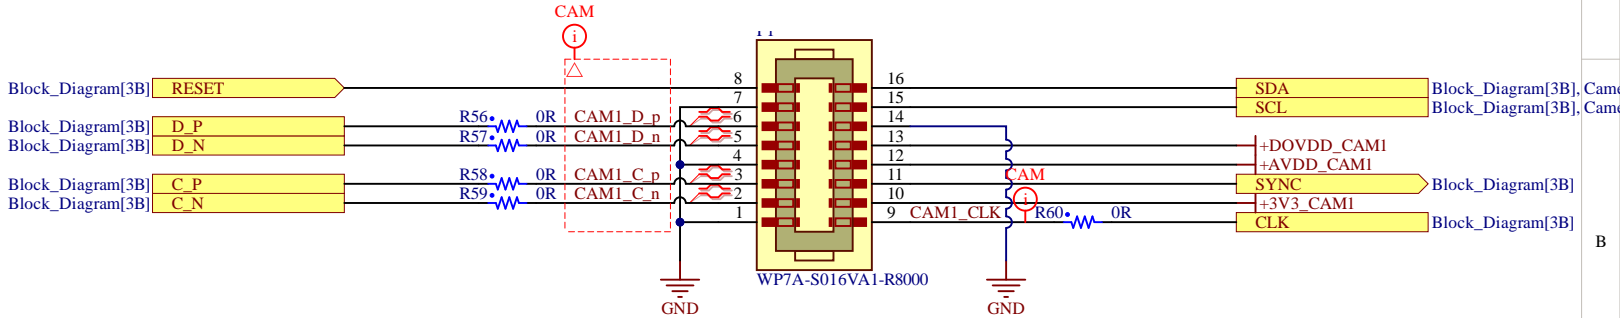 CAM
i
Block_Diagram[3B] RESET 8 16 SDA Block_Diagram[3B], Came
7 15 SCL Block_Diagram[3B], Came
Block_Diagram[3B] D_P R56 0R CAM1_D_p 6 14
Block_Diagram[3B] D_N R57 0R CAM1_D_n 5 13 +DOVDD_CAM1
4 12 +AVDD_CAM1
Block_Diagram[3B] C_P R58 0R CAM1_C_p 3 11 CAM SYNC Block_Diagram[3B]
Block_Diagram[3B] C_N R59 0R CAM1_C_n 2 10 i +3V3_CAM1
1 9 CAM1_CLK R60 0R CLK Block_Diagram[3B]
B
WP7A-S016VA1-R8000
GND GND